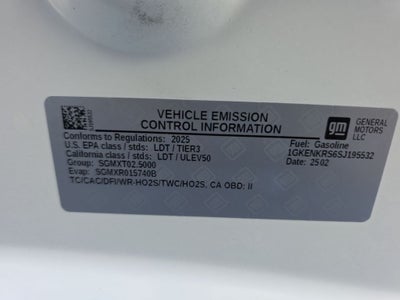 VEHICLE EMISSION
CONTROL INFORMATION
Conforms to Regulations: 2025
U.S. EPA class / stds: LDT / TIER3
California class / stds: LDT / ULEV50
Group: SGMXT02.5000
Evap: SGMXR015740B
TC/CAC/DFI/WR-HO2S/TWC/HO2S, CA OBD: II
gm
GENERAL
MOTORS
LLC
Fuel: Gasoline
1GKENKRS6SJ195532
Date: 2502